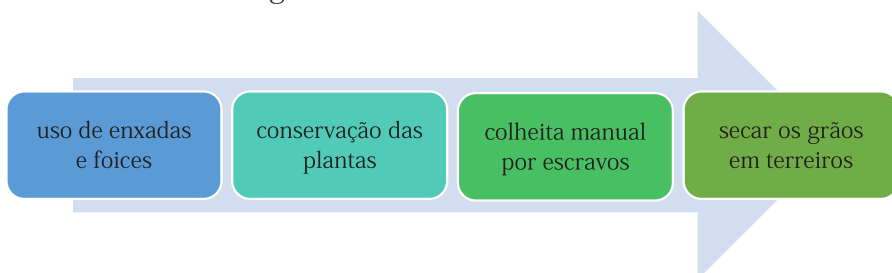 uso de enxadas
e foices
conservação das
plantas
colheita manual
por escravos
secar os grãos
em terreiros